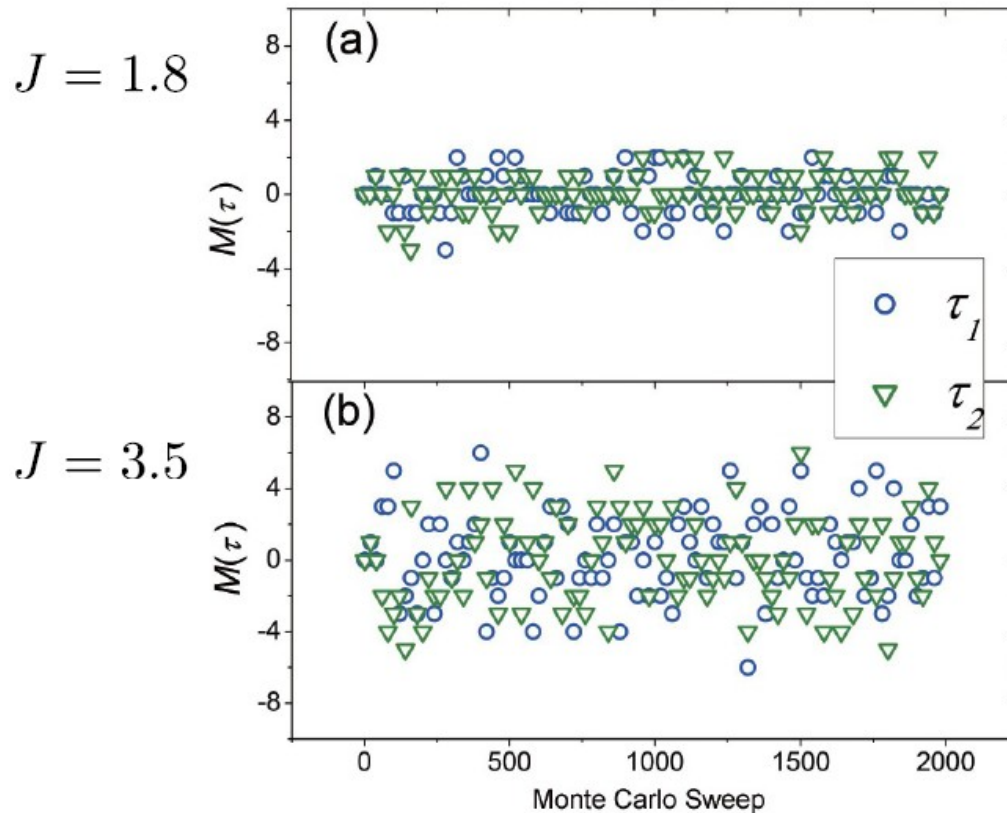 J = 1.8
(a)
8
4
0
-4
-8
M(τ)
τ1
τ2
J = 3.5
(b)
8
4
0
-4
-8
M(τ)
0 500 1000 1500 2000
Monte Carlo Sweep